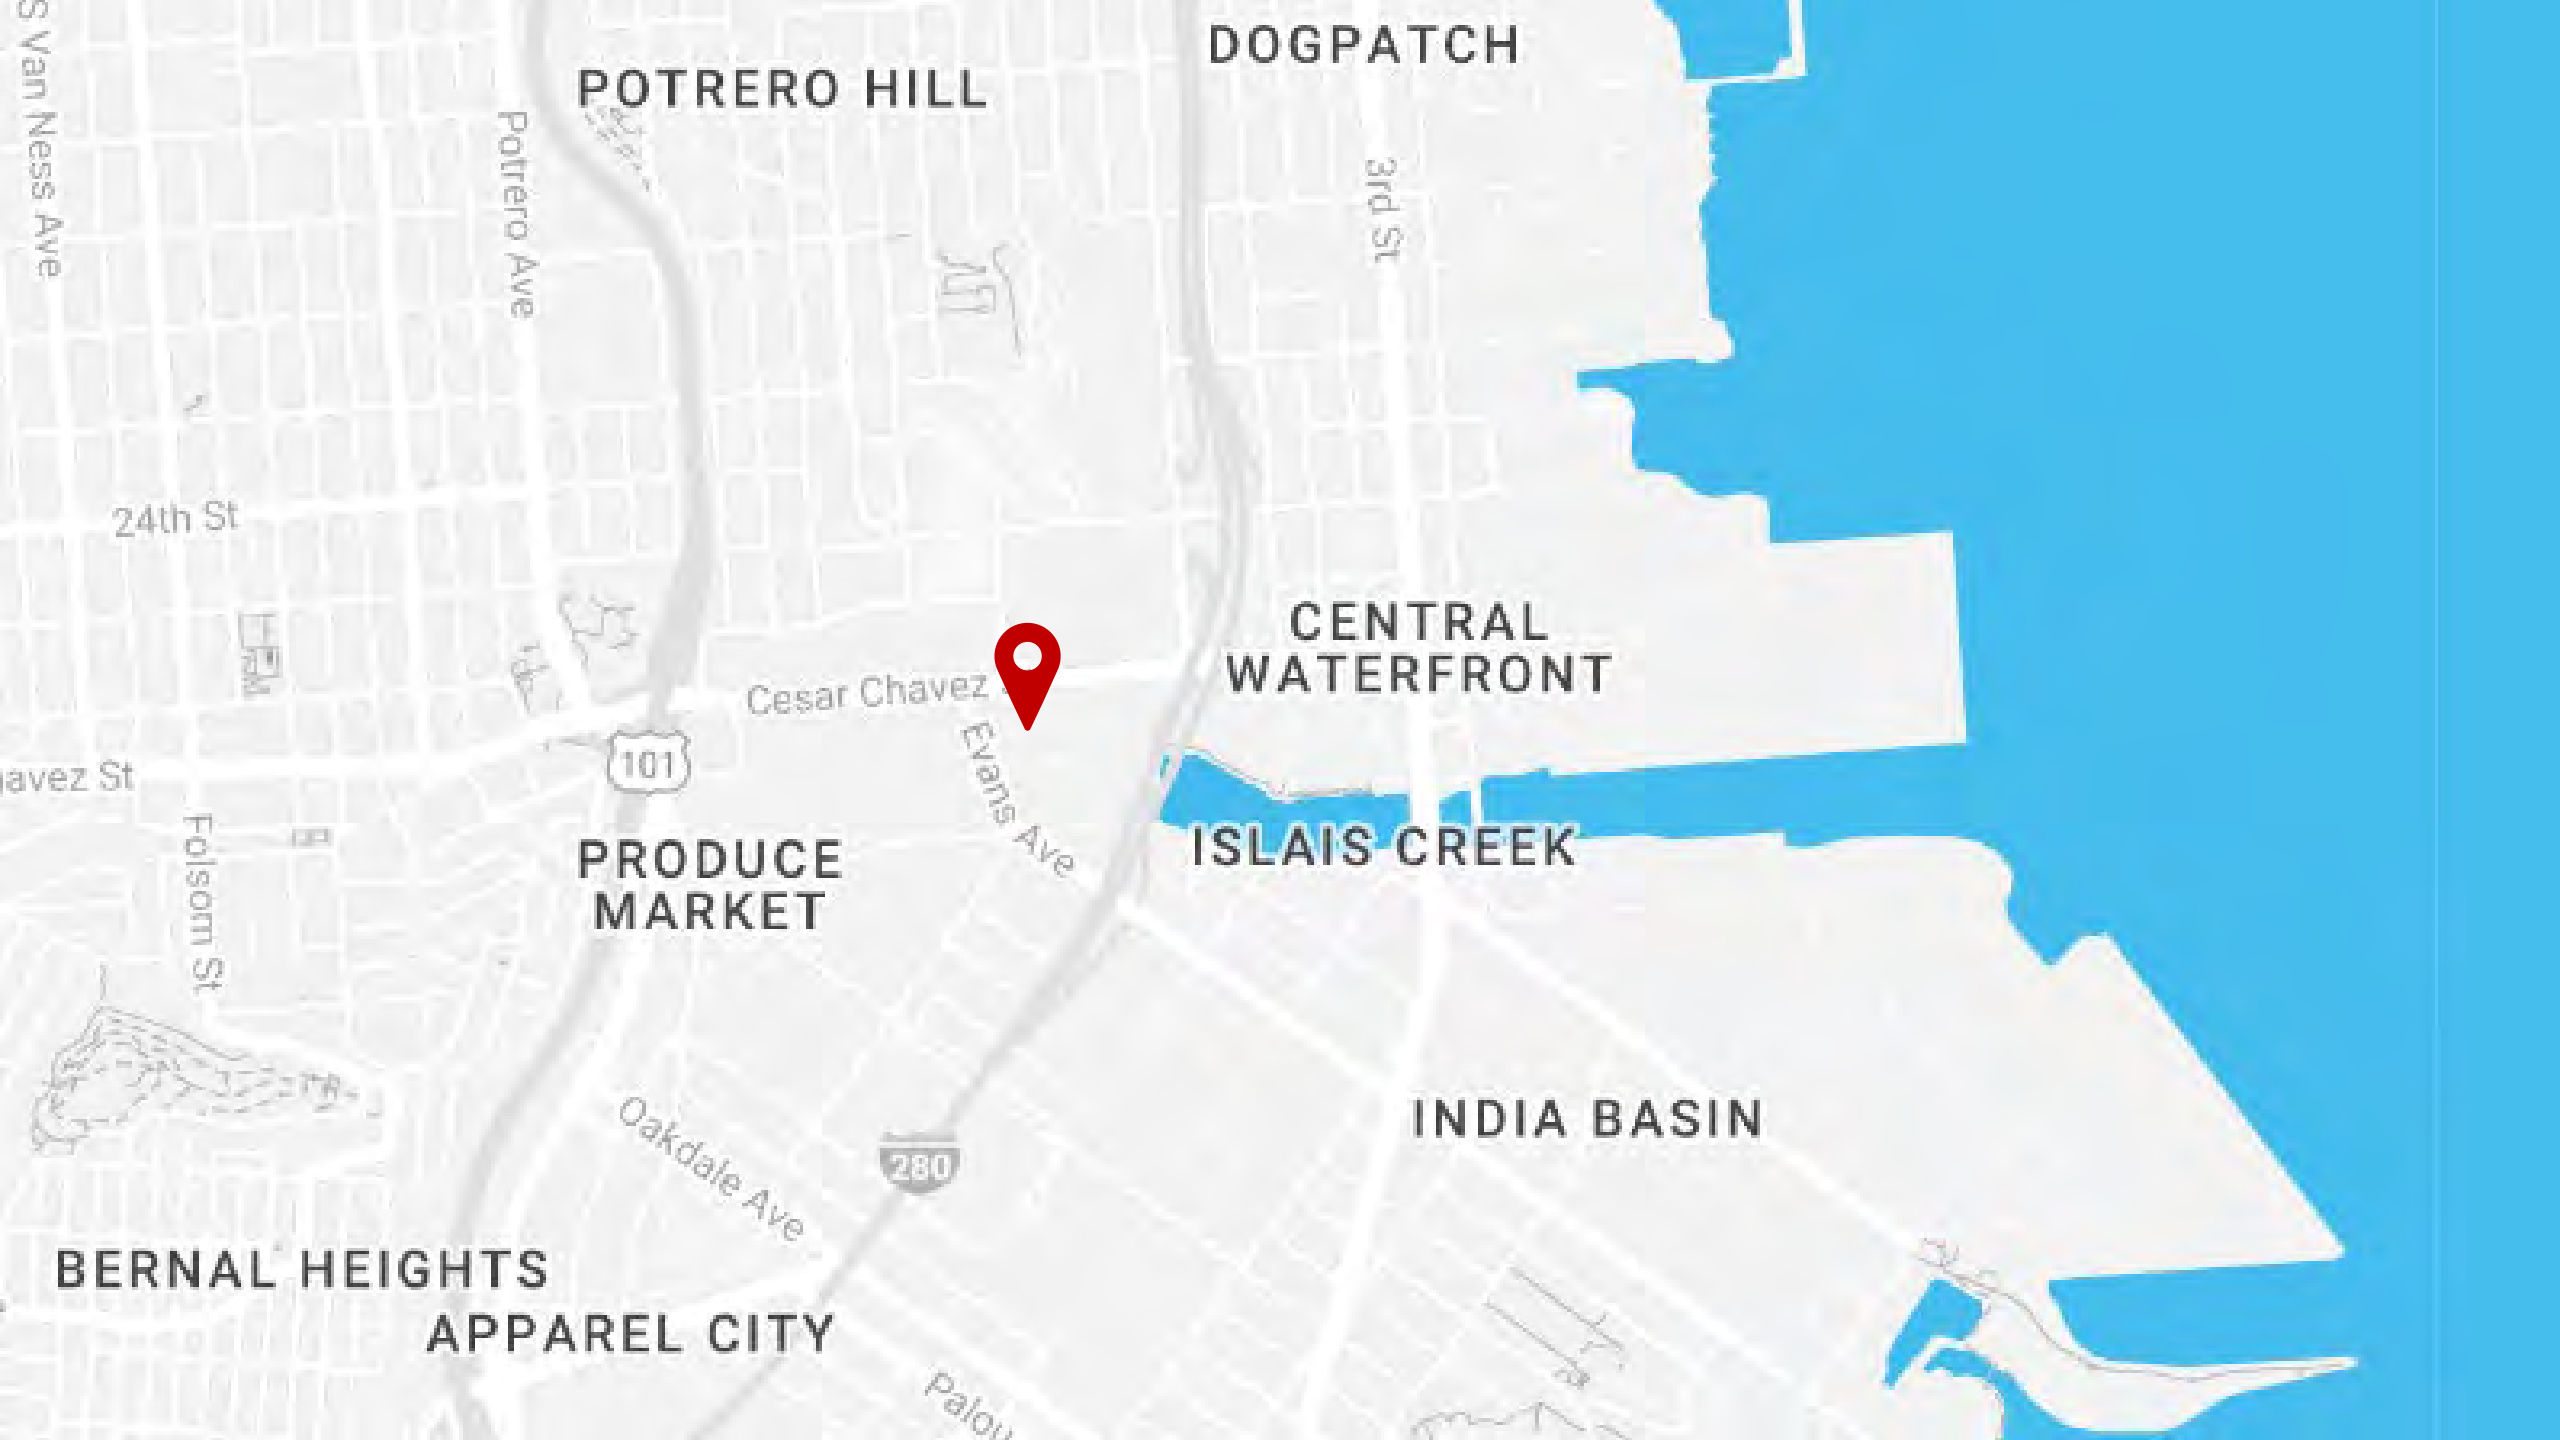 DOGPATCH
POTRERO HILL
S Van Ness Ave
Potrero Ave
3rd St
24th St
CENTRAL
WATERFRONT
Cesar Chavez
Evans Ave
101
St
Folsom St
PRODUCE
MARKET
ISLAIS CREEK
INDIA BASIN
Oakdale Ave
280
BERNAL HEIGHTS
APPAREL CITY
Palou